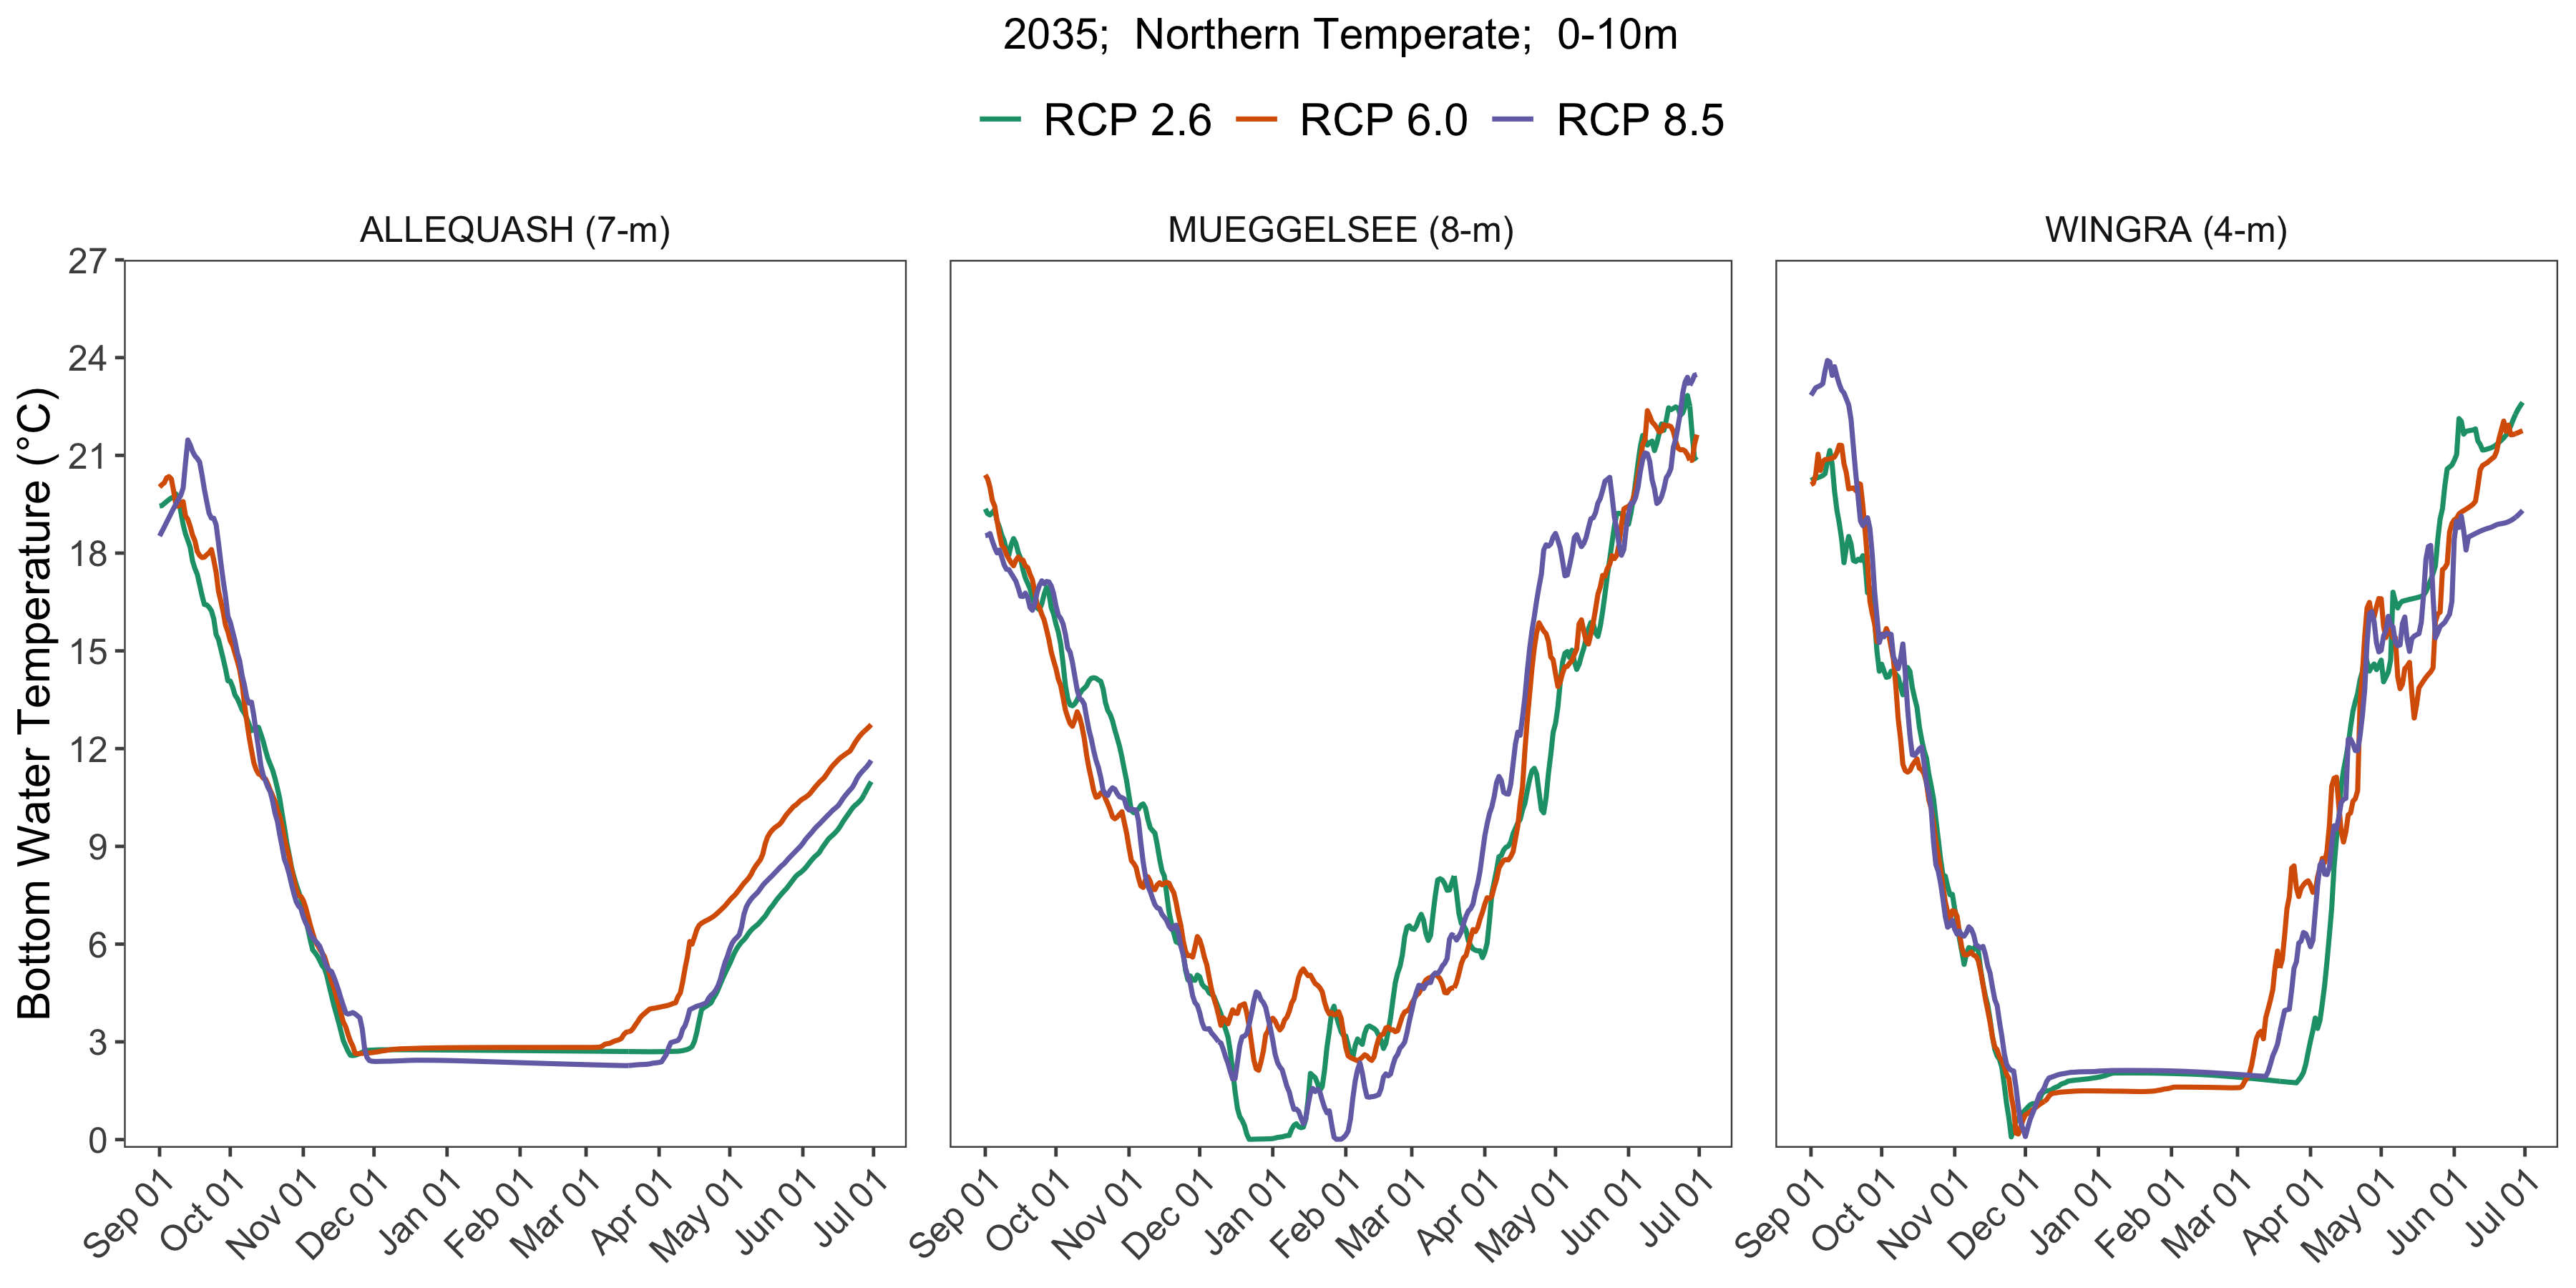 2035;  Northern Temperate;  0-10m
RCP 2.6 RCP 6.0 RCP 8.5
ALLEQUASH (7-m) MUEGGELSEE (8-m) WINGRA (4-m)
Bottom Water Temperature (°C)
27
24
21
18
15
12
9
6
3
0
Sep 01 Oct 01 Nov 01 Dec 01 Jan 01 Feb 01 Mar 01 Apr 01 May 01 Jun 01 Jul 01
Sep 01 Oct 01 Nov 01 Dec 01 Jan 01 Feb 01 Mar 01 Apr 01 May 01 Jun 01 Jul 01
Sep 01 Oct 01 Nov 01 Dec 01 Jan 01 Feb 01 Mar 01 Apr 01 May 01 Jun 01 Jul 01